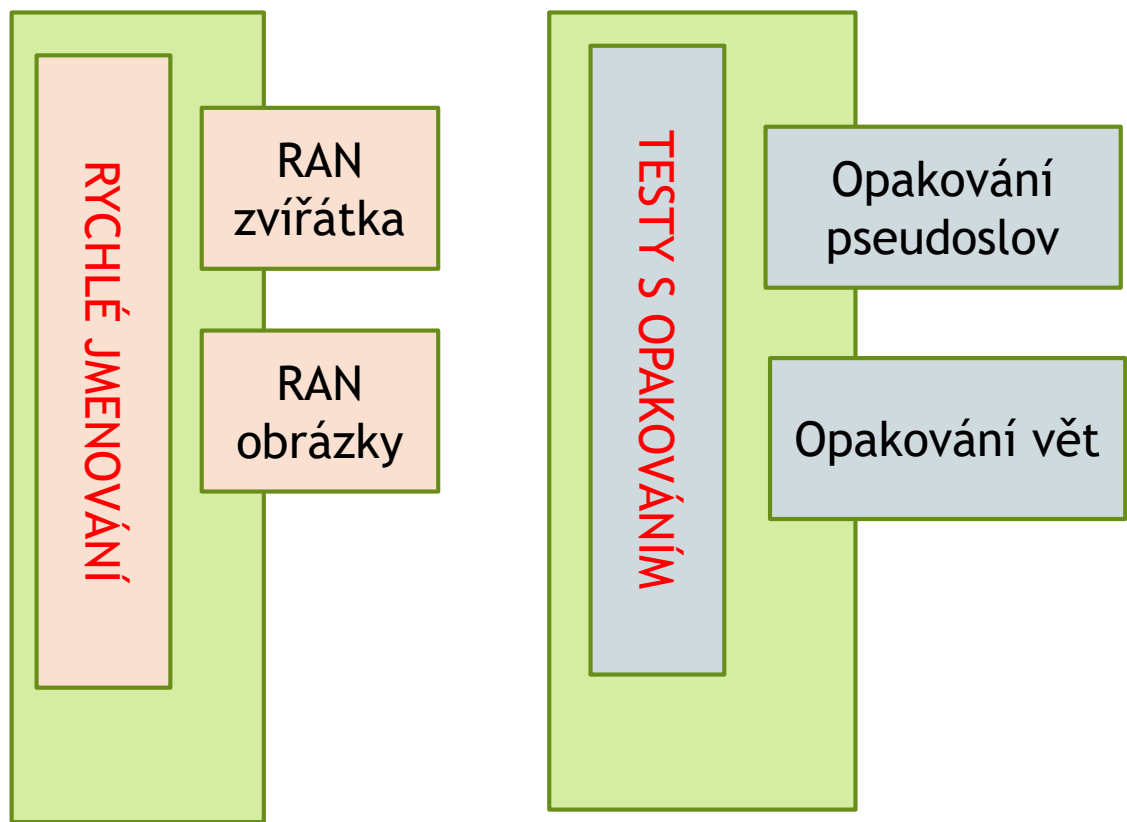 RYCHLÉ JMENOVÁNÍ
RAN
zvířátka
RAN
obrázky
TESTY S OPAKOVÁNÍM
Opakování
pseudoslov
Opakování vět